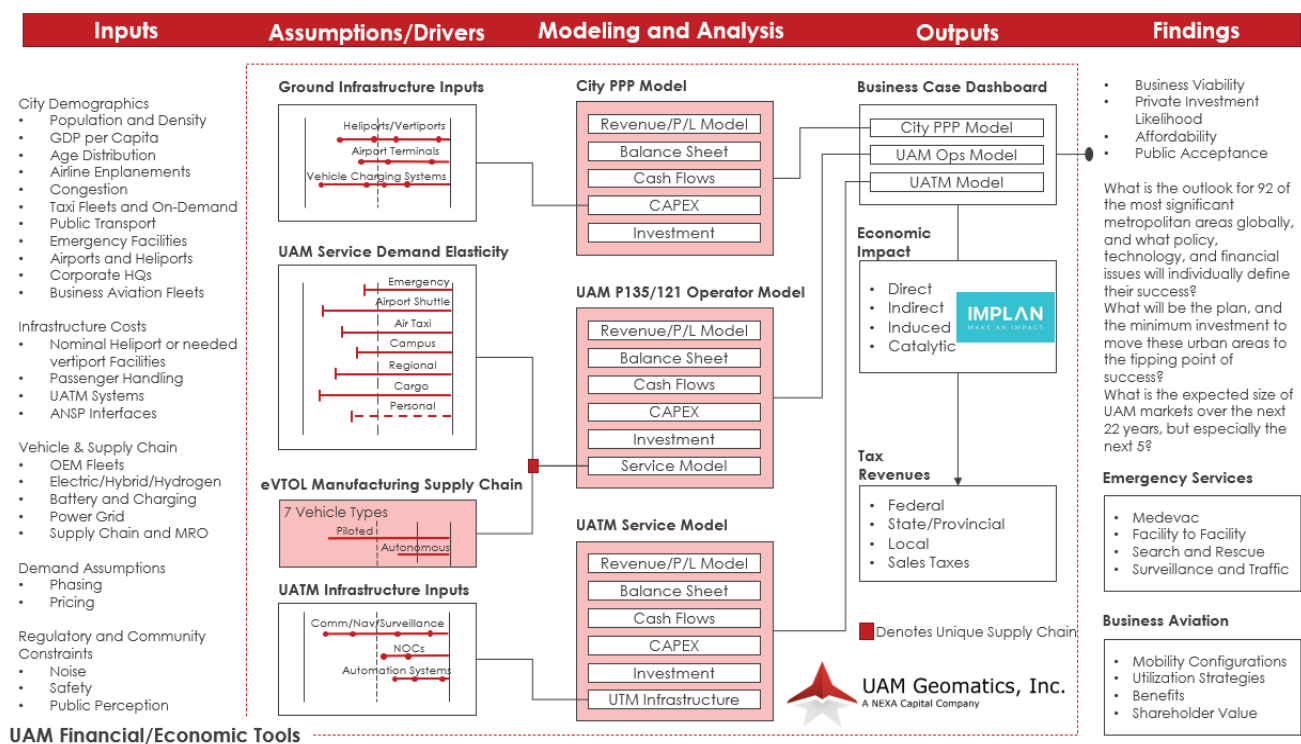 Inputs
Assumptions/Drivers
Modeling and Analysis
Outputs
Findings
City Demographics
• Population and Density
• GDP per Capita
• Age Distribution
• Airline Enplanements
• Congestion
• Taxi Fleets and On-Demand
• Public Transport
• Emergency Facilities
• Airports and Heliports
• Corporate HQs
• Business Aviation Fleets
Infrastructure Costs
• Nominal Heliport or needed
vertiport Facilities
• Passenger Handling
• UATM Systems
• ANSP Interfaces
Vehicle & Supply Chain
• OEM Fleets
• Electric/Hybrid/Hydrogen
• Battery and Charging
• Power Grid
• Supply Chain and MRO
Demand Assumptions
• Phasing
• Pricing
Regulatory and Community
Constraints
• Noise
• Safety
• Public Perception
UAM Financial/Economic Tools
Ground Infrastructure Inputs
Heliports/Vertiports
Airport Terminals
Vehicle Charging Systems
UAM Service Demand Elasticity
Emergency
Airport Shuttle
Air Taxi
Campus
Regional
Cargo
Personal
eVTOL Manufacturing Supply Chain
7 Vehicle Types
Piloted
Autonomous
UATM Infrastructure Inputs
Comm/Nav/Surveillance
NOCs
Automation Systems
City PPP Model
Revenue/P/L Model
Balance Sheet
Cash Flows
CAPEX
Investment
UAM P135/121 Operator Model
Revenue/P/L Model
Balance Sheet
Cash Flows
CAPEX
Investment
Service Model
UATM Service Model
Revenue/P/L Model
Balance Sheet
Cash Flows
CAPEX
Investment
UTM Infrastructure
Business Case Dashboard
City PPP Model
UAM Ops Model
UATM Model
Economic
Impact
• Direct
• Indirect
• Induced
• Catalytic
IMPLAN
MAKE AN IMPACT
Tax
Revenues
• Federal
• State/Provincial
• Local
• Sales Taxes
Denotes Unique Supply Chain
UAM Geomatics, Inc.
A NEXA Capital Company
• Business Viability
• Private Investment
Likelihood
• Affordability
• Public Acceptance
What is the outlook for 92 of
the most significant
metropolitan areas globally,
and what policy,
technology, and financial
issues will individually define
their success?
What will be the plan, and
the minimum investment to
move these urban areas to
the tipping point of
success?
What is the expected size of
UAM markets over the next
22 years, but especially the
next 5?
Emergency Services
• Medevac
• Facility to Facility
• Search and Rescue
• Surveillance and Traffic
Business Aviation
• Mobility Configurations
• Utilization Strategies
• Benefits
• Shareholder Value